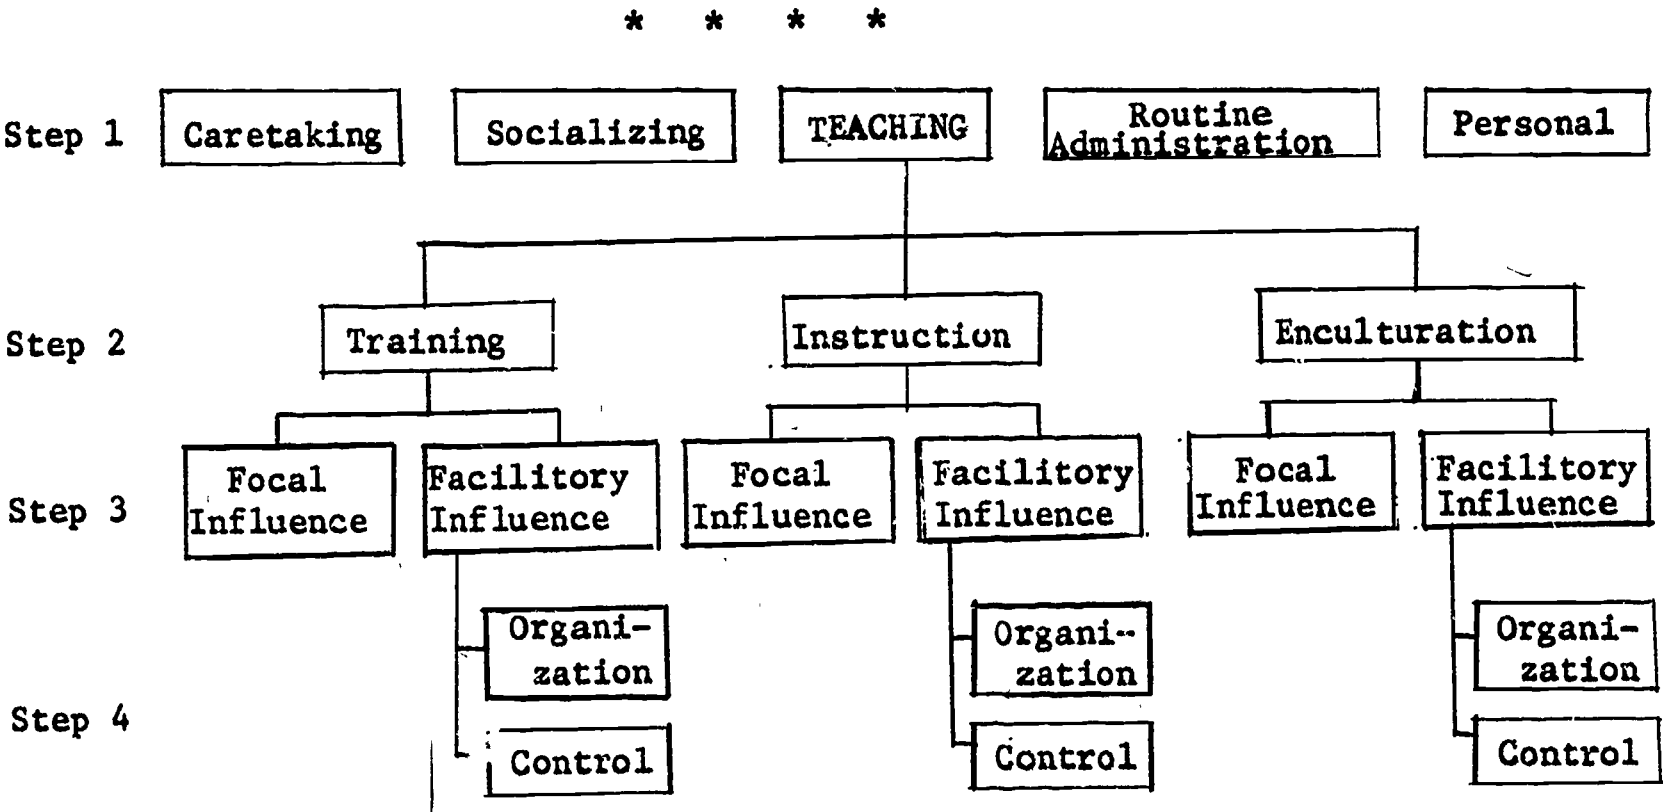 * * * *
Step 1 Caretaking Socializing TEACHING Routine Administration Personal
Step 2 Training Instruction Enculturation
Step 3
Focal Influence
Facilitory Influence
Focal Influence
Facilitory Influence
Focal Influence
Facilitory Influence
Step 4
Organi-
zation
Control
Organi-
zation
Control
Organi-
zation
Control